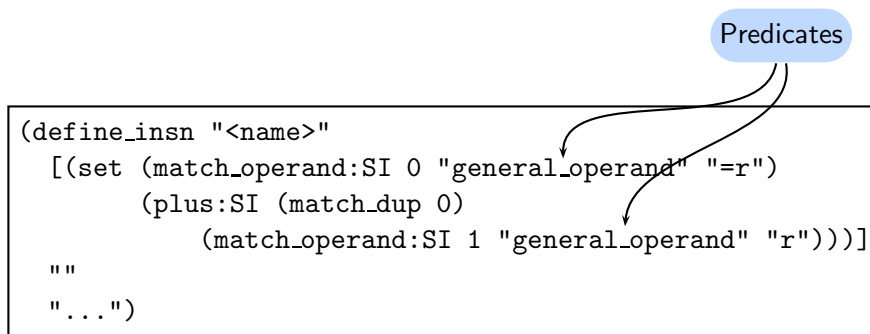 Predicates
(define_insn "<name>"
  [(set (match_operand:SI 0 "general_operand" "=r")
        (plus:SI (match_dup 0)
            (match_operand:SI 1 "general_operand" "r")))]
  ""
  "...")